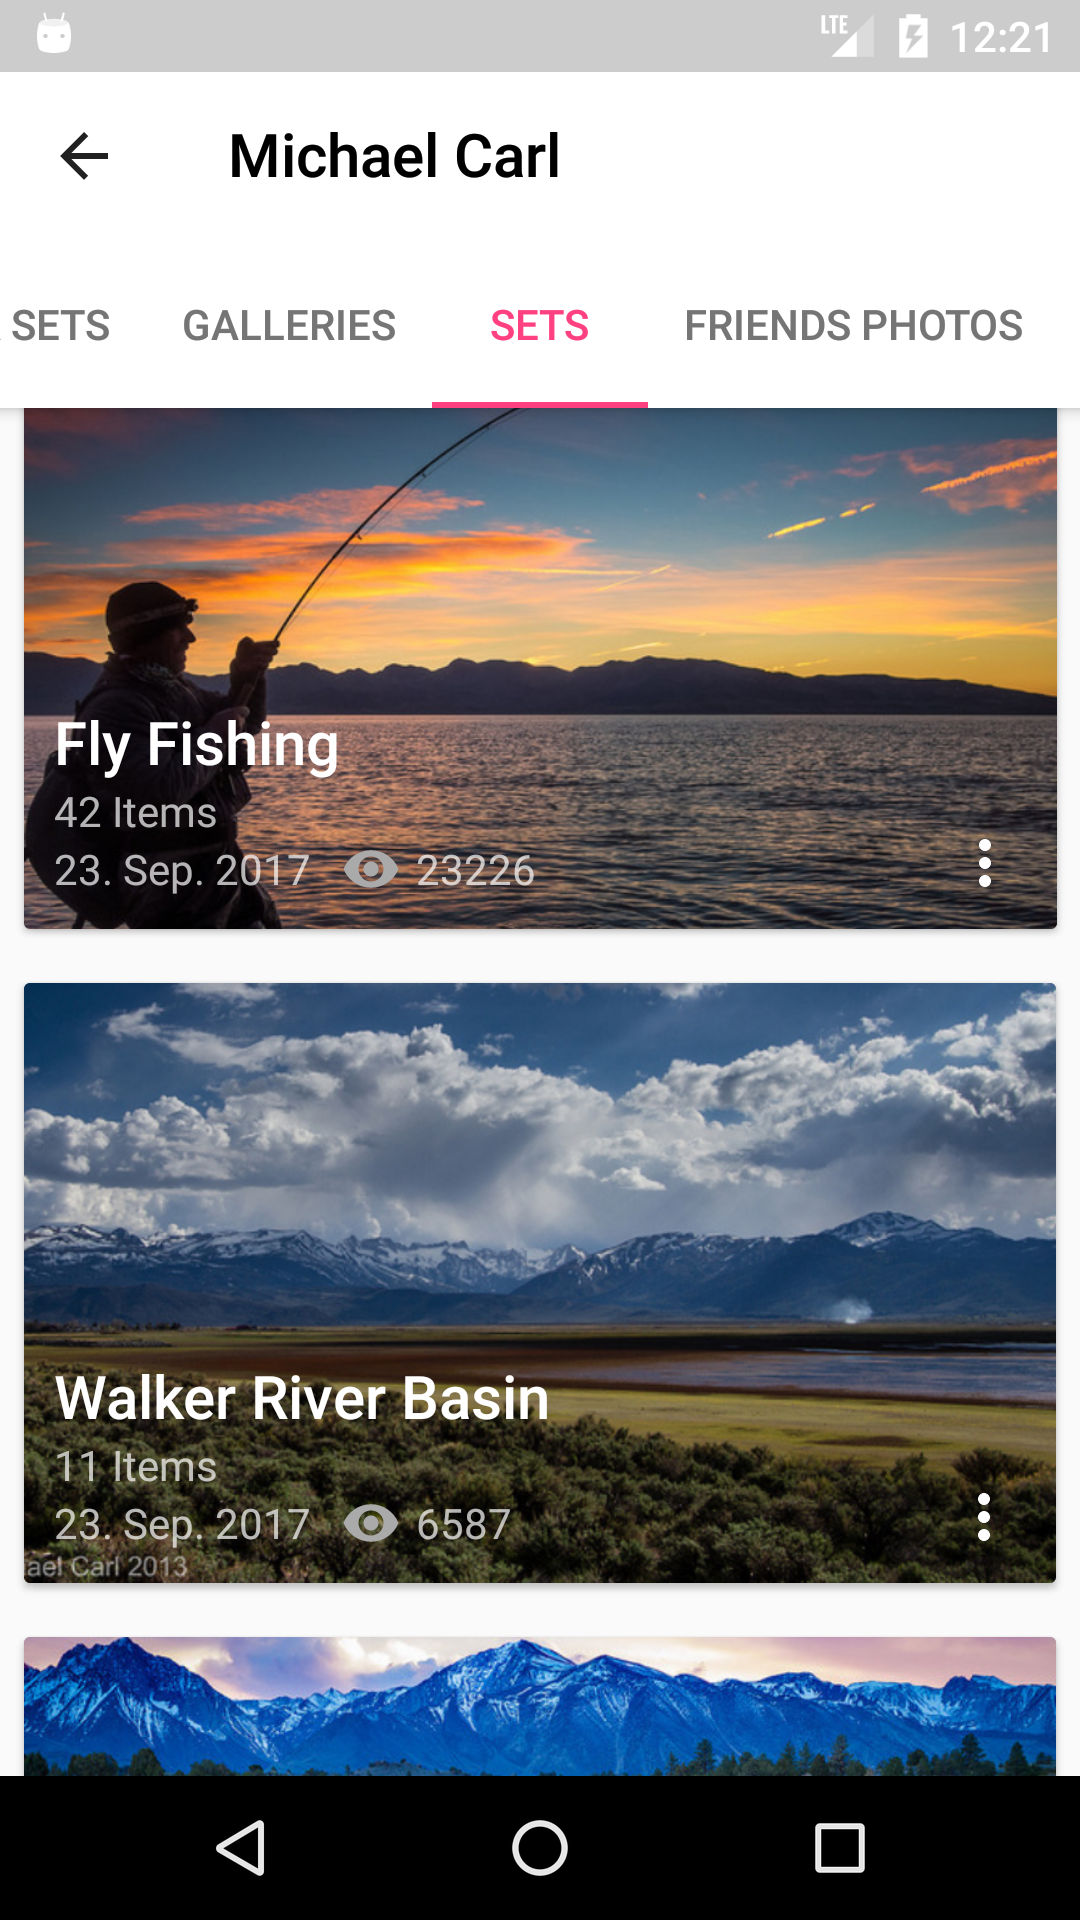 LTE 12:21
Michael Carl
SETS GALLERIES SETS FRIENDS PHOTOS
Fly Fishing
42 Items
23. Sep. 2017 23226
Walker River Basin
11 Items
23. Sep. 2017 6587
ael Carl 2013